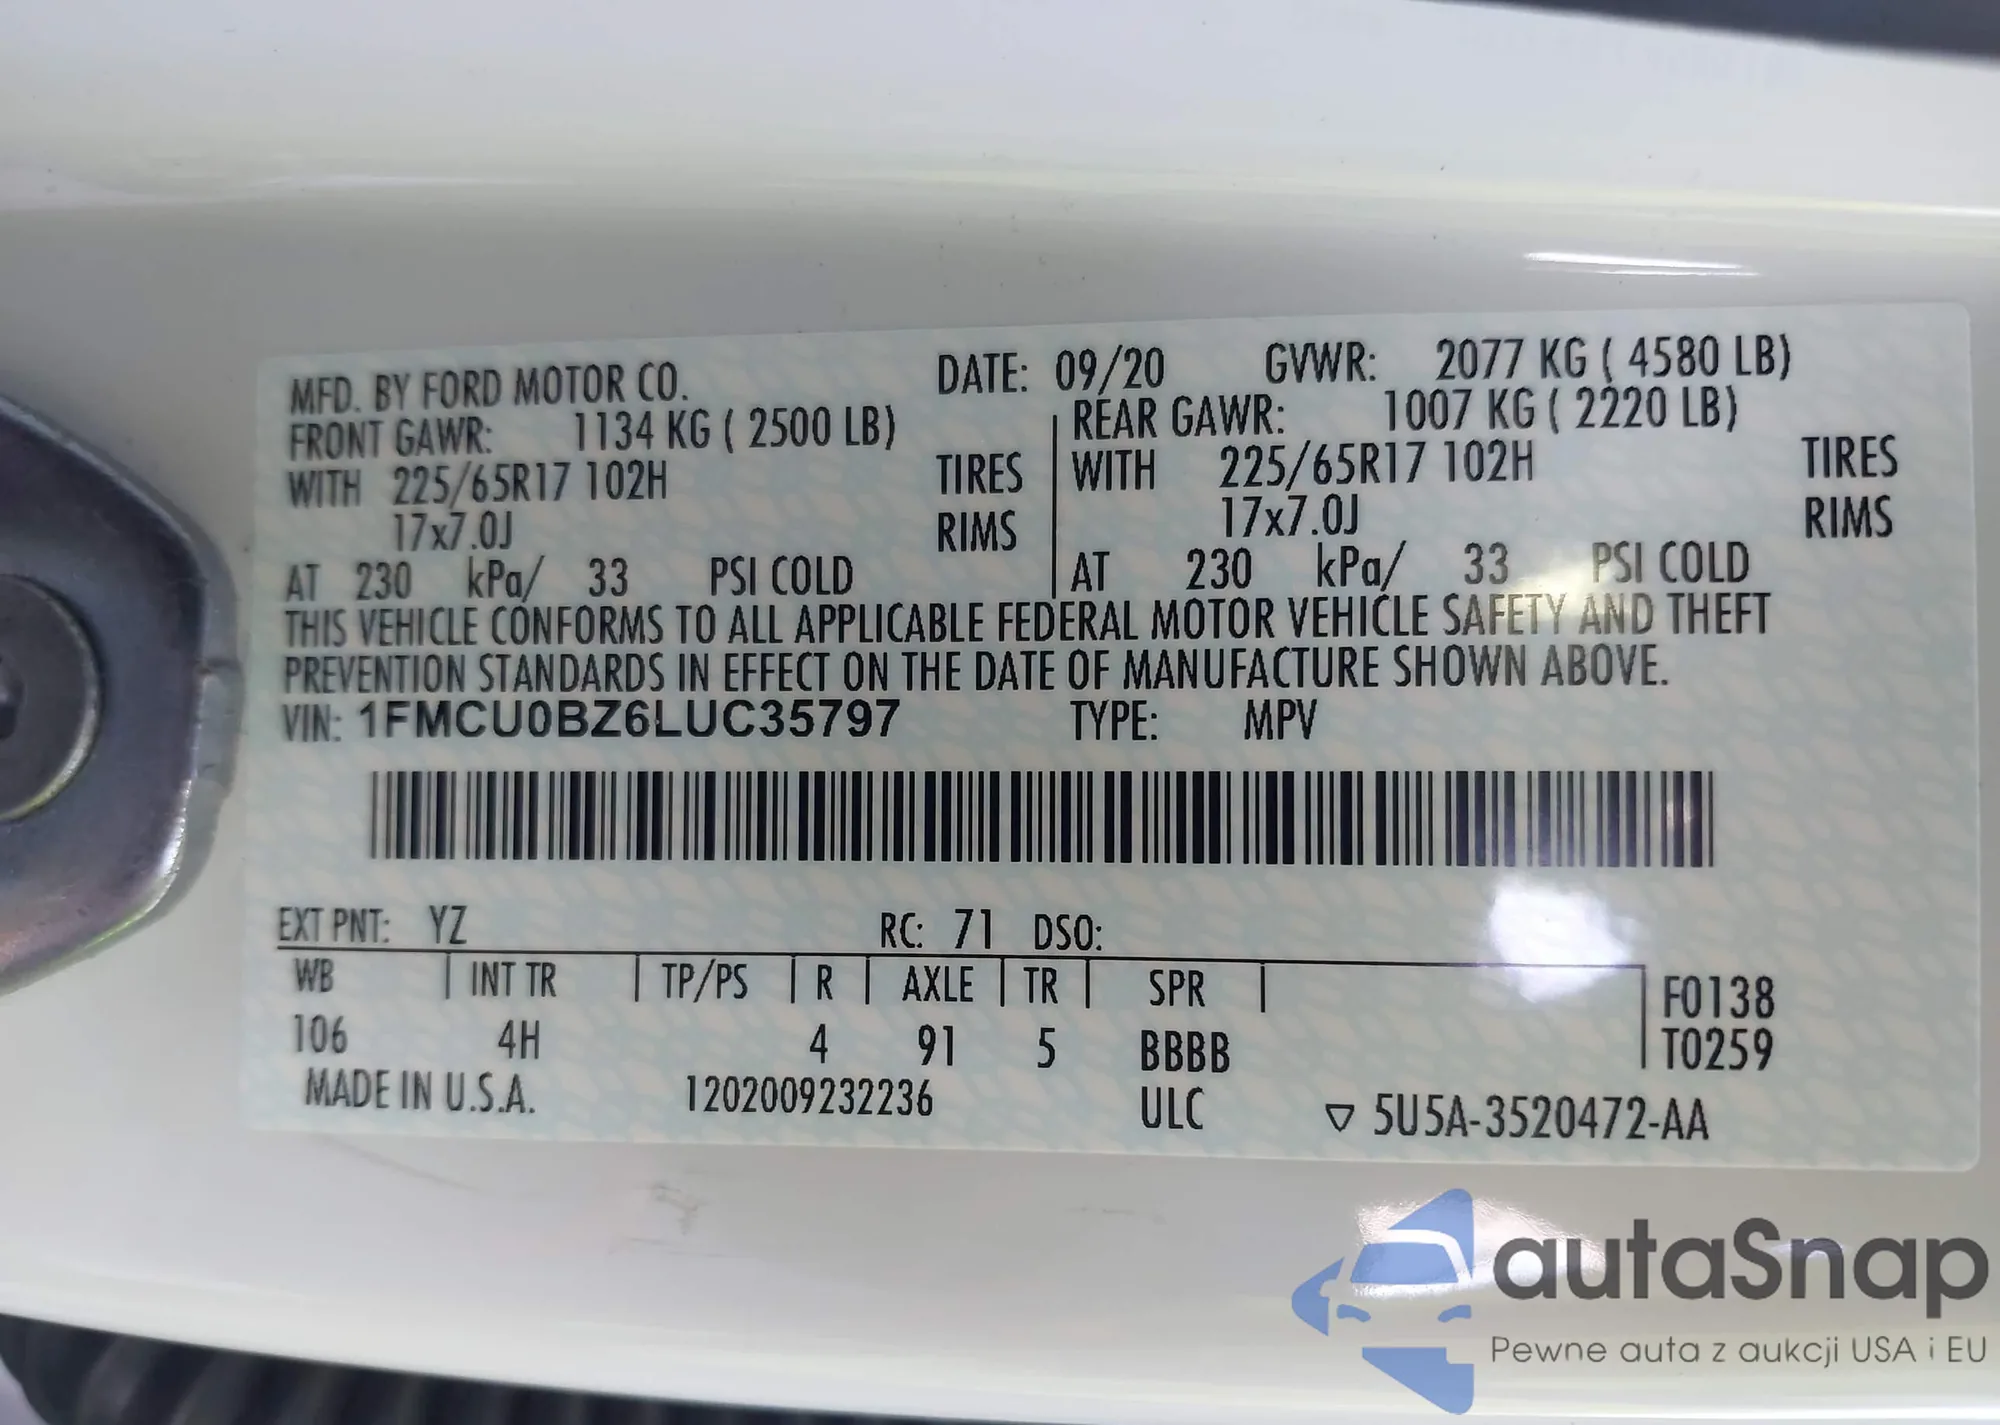 MFD. BY FORD MOTOR CO. DATE: 09/20 GVWR: 2077 KG ( 4580 LB)
FRONT GAWR: 1134 KG ( 2500 LB) REAR GAWR: 1007 KG ( 2220 LB)
WITH 225/65R17 102H TIRES WITH 225/65R17 102H TIRES
17x7.0J RIMS 17x7.0J RIMS
AT 230 kPa/ 33 PSI COLD AT 230 kPa/ 33 PSI COLD
THIS VEHICLE CONFORMS TO ALL APPLICABLE FEDERAL MOTOR VEHICLE SAFETY AND THEFT
PREVENTION STANDARDS IN EFFECT ON THE DATE OF MANUFACTURE SHOWN ABOVE.
VIN: 1FMCU0BZ6LUC35797 TYPE: MPV
EXT PNT: YZ RC: 71 DSO:
WB INT TR TP/PS R AXLE TR SPR F0138
106 4H 4 91 5 BBBB T0259
MADE IN U.S.A. 1202009232236 ULC ▽ 5U5A-3520472-AA
autaSnap
Pewne auta z aukcji USA i EU